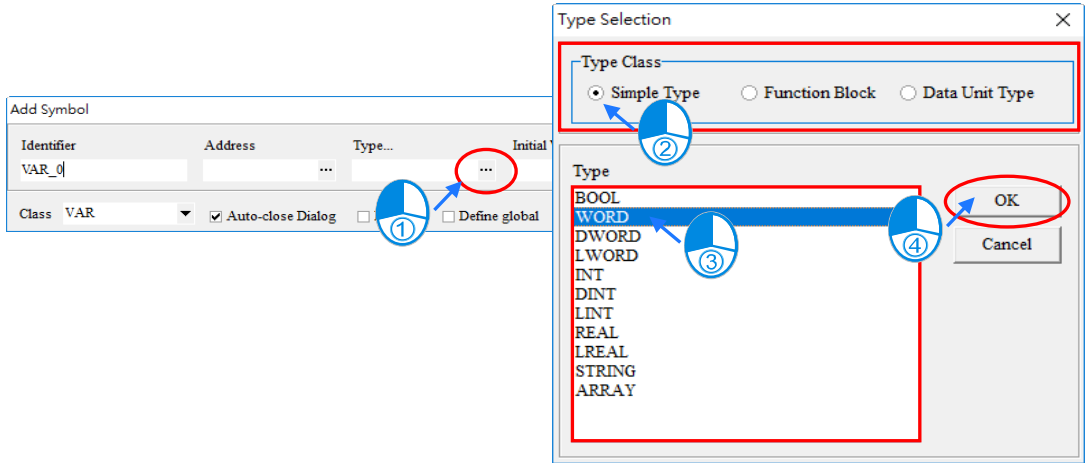 Type Selection
Type Class
Simple Type
Function Block
Data Unit Type
②
Add Symbol
Identifier
Address
Type...
Initial
VAR_0
...
...
Class
VAR
Auto-close Dialog
Define global
①
Type
BOOL
WORD
DWORD
LWORD
INT
DINT
LINT
REAL
LREAL
STRING
ARRAY
③
OK
④
Cancel